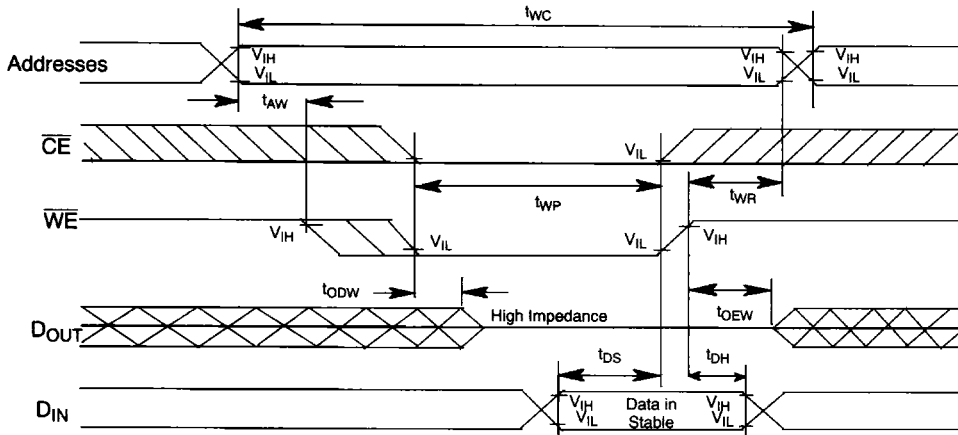 tWC
Addresses
VIH
VIL
VIH
VIL
VIH
VIL
tAW
CE
VIL
tWP
tWR
WE
VIH
VIL
VIL
VIH
tODW
tOEW
DOUT
High Impedance
tDS
tDH
DIN
VIH
VIL
Data in
Stable
VIH
VIL